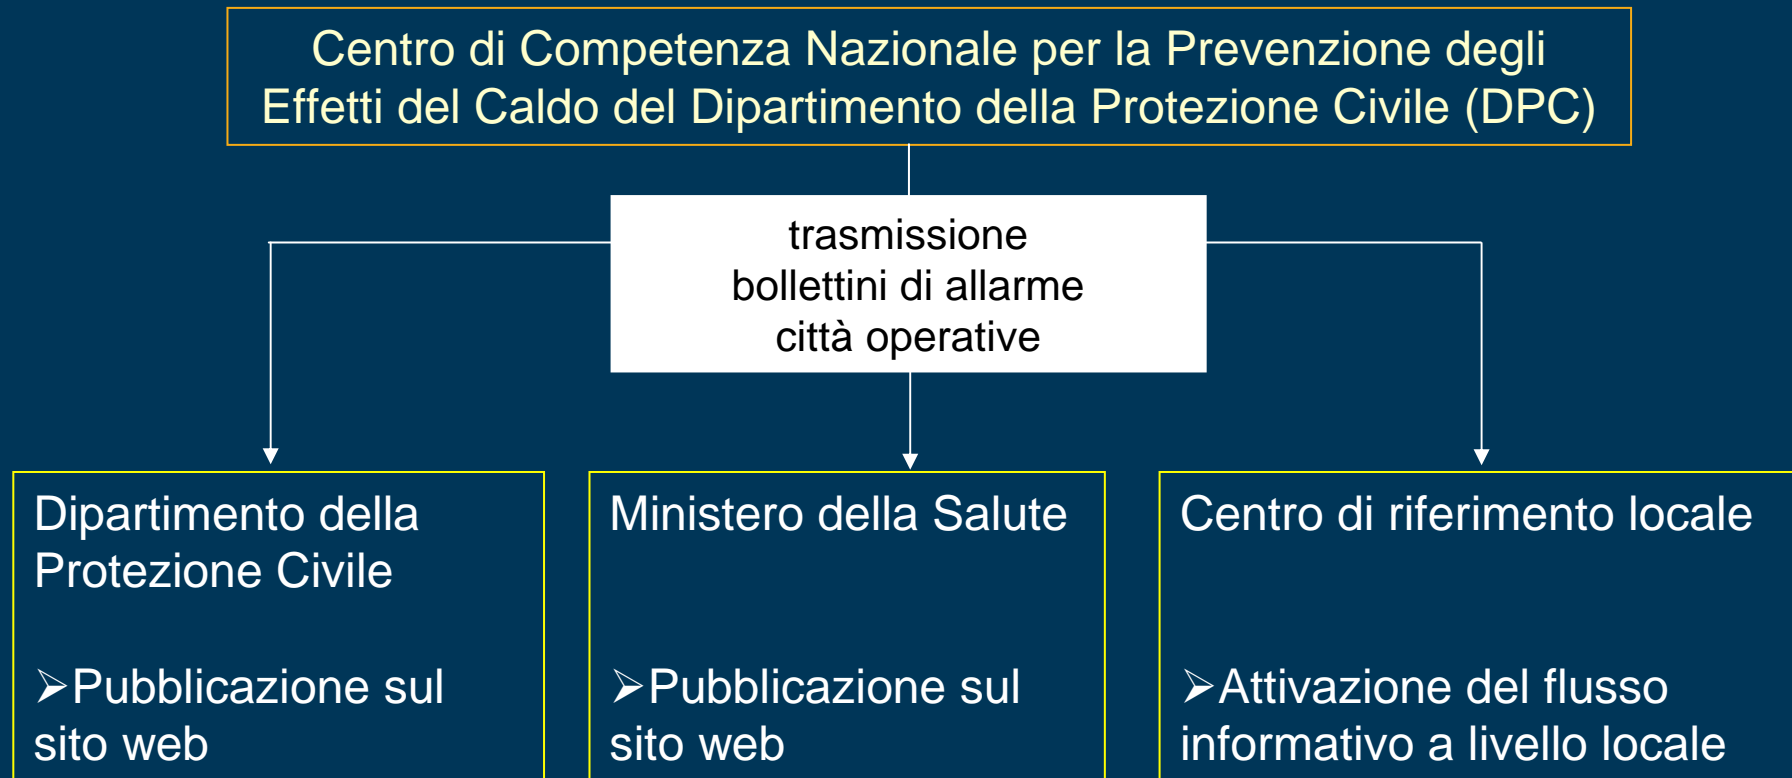 Centro di Competenza Nazionale per la Prevenzione degli
Effetti del Caldo del Dipartimento della Protezione Civile (DPC)
trasmissione
bollettini di allarme
città operative
Dipartimento della
Protezione Civile
➢Pubblicazione sul
sito web
Ministero della Salute
➢Pubblicazione sul
sito web
Centro di riferimento locale
➢Attivazione del flusso
informativo a livello locale